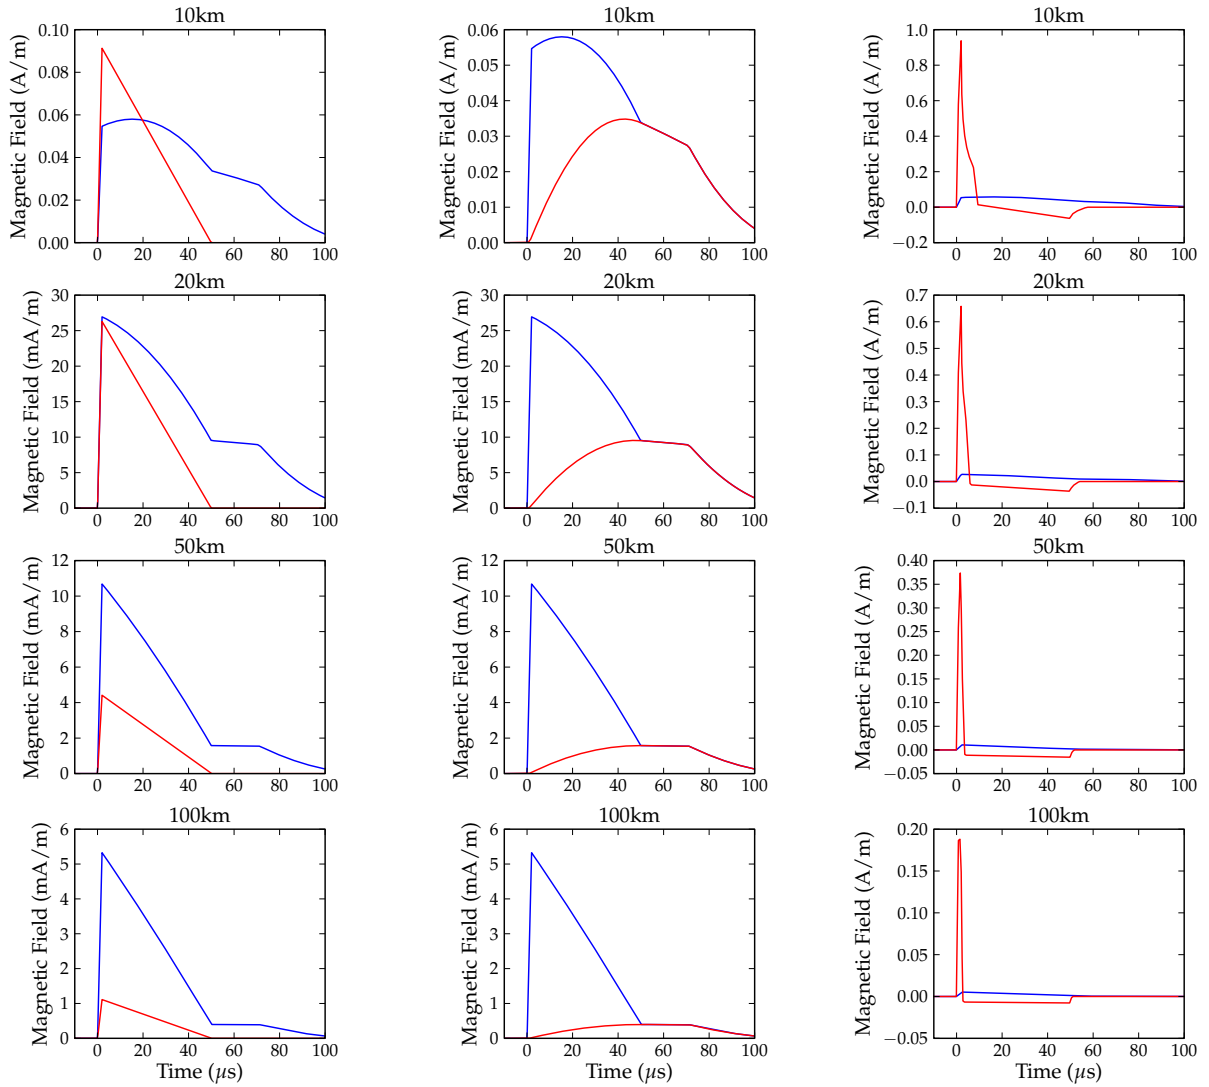 10km
10km
10km
Magnetic Field (A/m)
0.10
0.08
0.06
0.04
0.02
0.00
0 20 40 60 80 100
Magnetic Field (A/m)
0.06
0.05
0.04
0.03
0.02
0.01
0.00
0 20 40 60 80 100
Magnetic Field (A/m)
1.0
0.8
0.6
0.4
0.2
0.0
−0.2
0 20 40 60 80 100
20km
20km
20km
Magnetic Field (mA/m)
30
25
20
15
10
5
0
0 20 40 60 80 100
Magnetic Field (mA/m)
30
25
20
15
10
5
0
0 20 40 60 80 100
Magnetic Field (A/m)
0.7
0.6
0.5
0.4
0.3
0.2
0.1
0.0
−0.1
0 20 40 60 80 100
50km
50km
50km
Magnetic Field (mA/m)
12
10
8
6
4
2
0
0 20 40 60 80 100
Magnetic Field (mA/m)
12
10
8
6
4
2
0
0 20 40 60 80 100
Magnetic Field (A/m)
0.40
0.35
0.30
0.25
0.20
0.15
0.10
0.05
0.00
−0.05
0 20 40 60 80 100
100km
100km
100km
Magnetic Field (mA/m)
6
5
4
3
2
1
0
0 20 40 60 80 100
Time (μs)
Magnetic Field (mA/m)
6
5
4
3
2
1
0
0 20 40 60 80 100
Time (μs)
Magnetic Field (A/m)
0.20
0.15
0.10
0.05
0.00
−0.05
0 20 40 60 80 100
Time (μs)